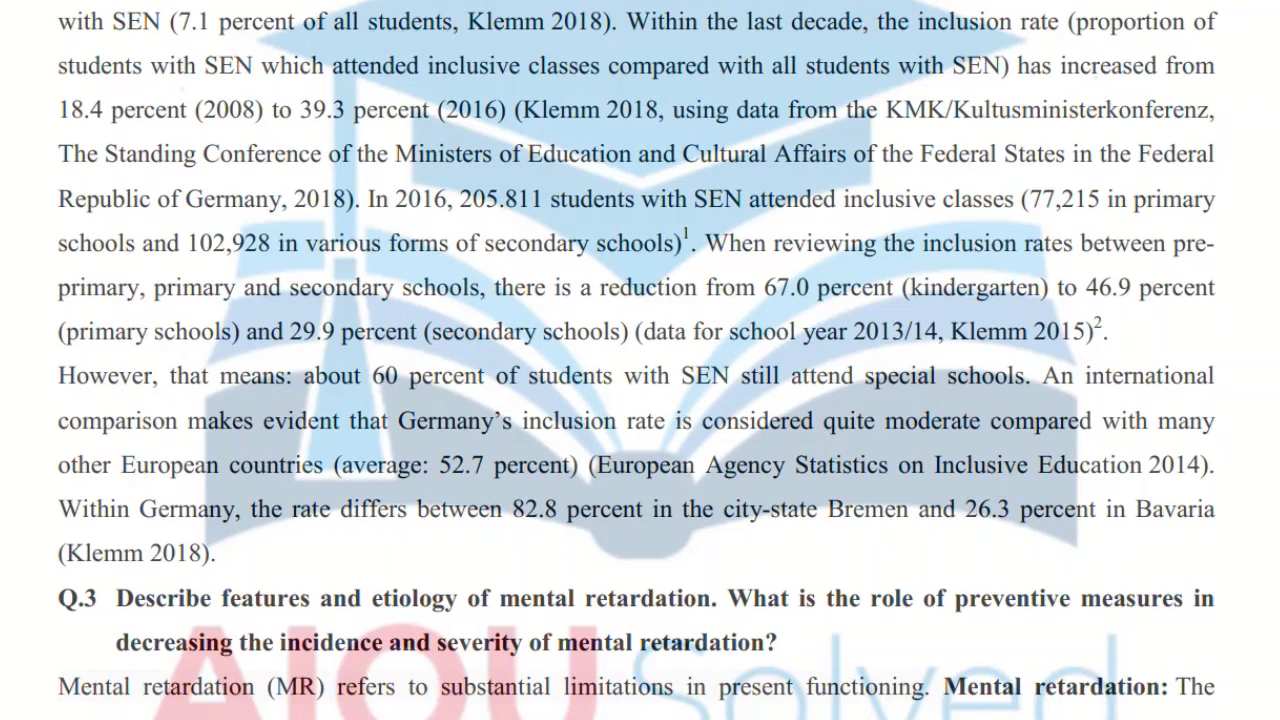 with SEN (7.1 percent of all students, Klemm 2018). Within the last decade, the inclusion rate (proportion of
students with SEN which attended inclusive classes compared with all students with SEN) has increased from
18.4 percent (2008) to 39.3 percent (2016) (Klemm 2018, using data from the KMK/Kultusministerkonferenz,
The Standing Conference of the Ministers of Education and Cultural Affairs of the Federal States in the Federal
Republic of Germany, 2018). In 2016, 205.811 students with SEN attended inclusive classes (77,215 in primary
schools and 102,928 in various forms of secondary schools)¹. When reviewing the inclusion rates between pre-
primary, primary and secondary schools, there is a reduction from 67.0 percent (kindergarten) to 46.9 percent
(primary schools) and 29.9 percent (secondary schools) (data for school year 2013/14, Klemm 2015)².
However, that means: about 60 percent of students with SEN still attend special schools. An international
comparison makes evident that Germany’s inclusion rate is considered quite moderate compared with many
other European countries (average: 52.7 percent) (European Agency Statistics on Inclusive Education 2014).
Within Germany, the rate differs between 82.8 percent in the city-state Bremen and 26.3 percent in Bavaria
(Klemm 2018).
Q.3 Describe features and etiology of mental retardation. What is the role of preventive measures in
decreasing the incidence and severity of mental retardation?
AIOU Solved
Mental retardation (MR) refers to substantial limitations in present functioning. Mental retardation: The